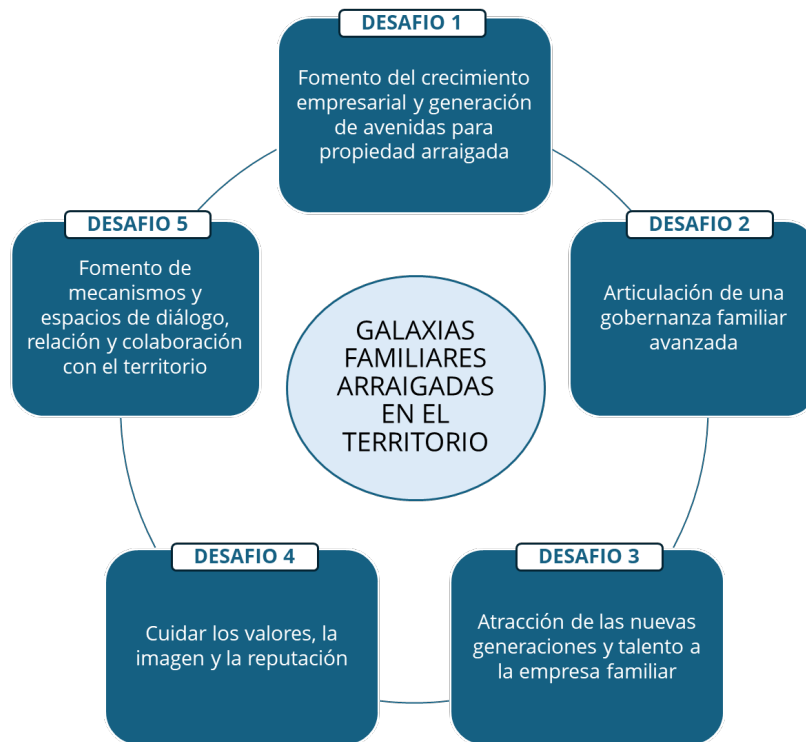 DESAFIO 1
Fomento del crecimiento
empresarial y generación
de avenidas para
propiedad arraigada
DESAFIO 2
Articulación de una
gobernanza familiar
avanzada
DESAFIO 3
Atracción de las nuevas
generaciones y talento a
la empresa familiar
DESAFIO 4
Cuidar los valores, la
imagen y la reputación
DESAFIO 5
Fomento de
mecanismos y
espacios de diálogo,
relación y colaboración
con el territorio
GALAXIAS
FAMILIARES
ARRAIGADAS
EN EL
TERRITORIO